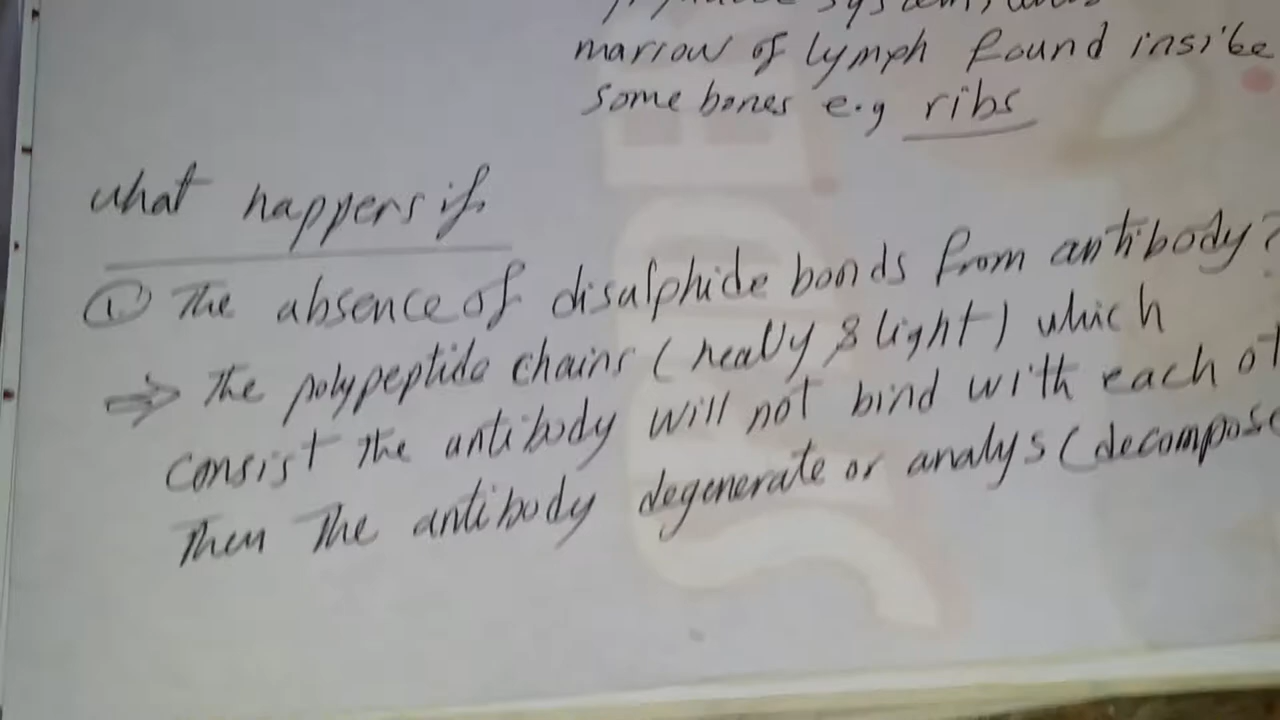 marrow of lymph found insibe
some bones e.g ribs
what happens if
① The absence of disulphide bonds from antibody?
⇒ The polypeptide chains (heavy & light) which
consist the antibody will not bind with each ot
Then the antibody degenerate or analys (decompose